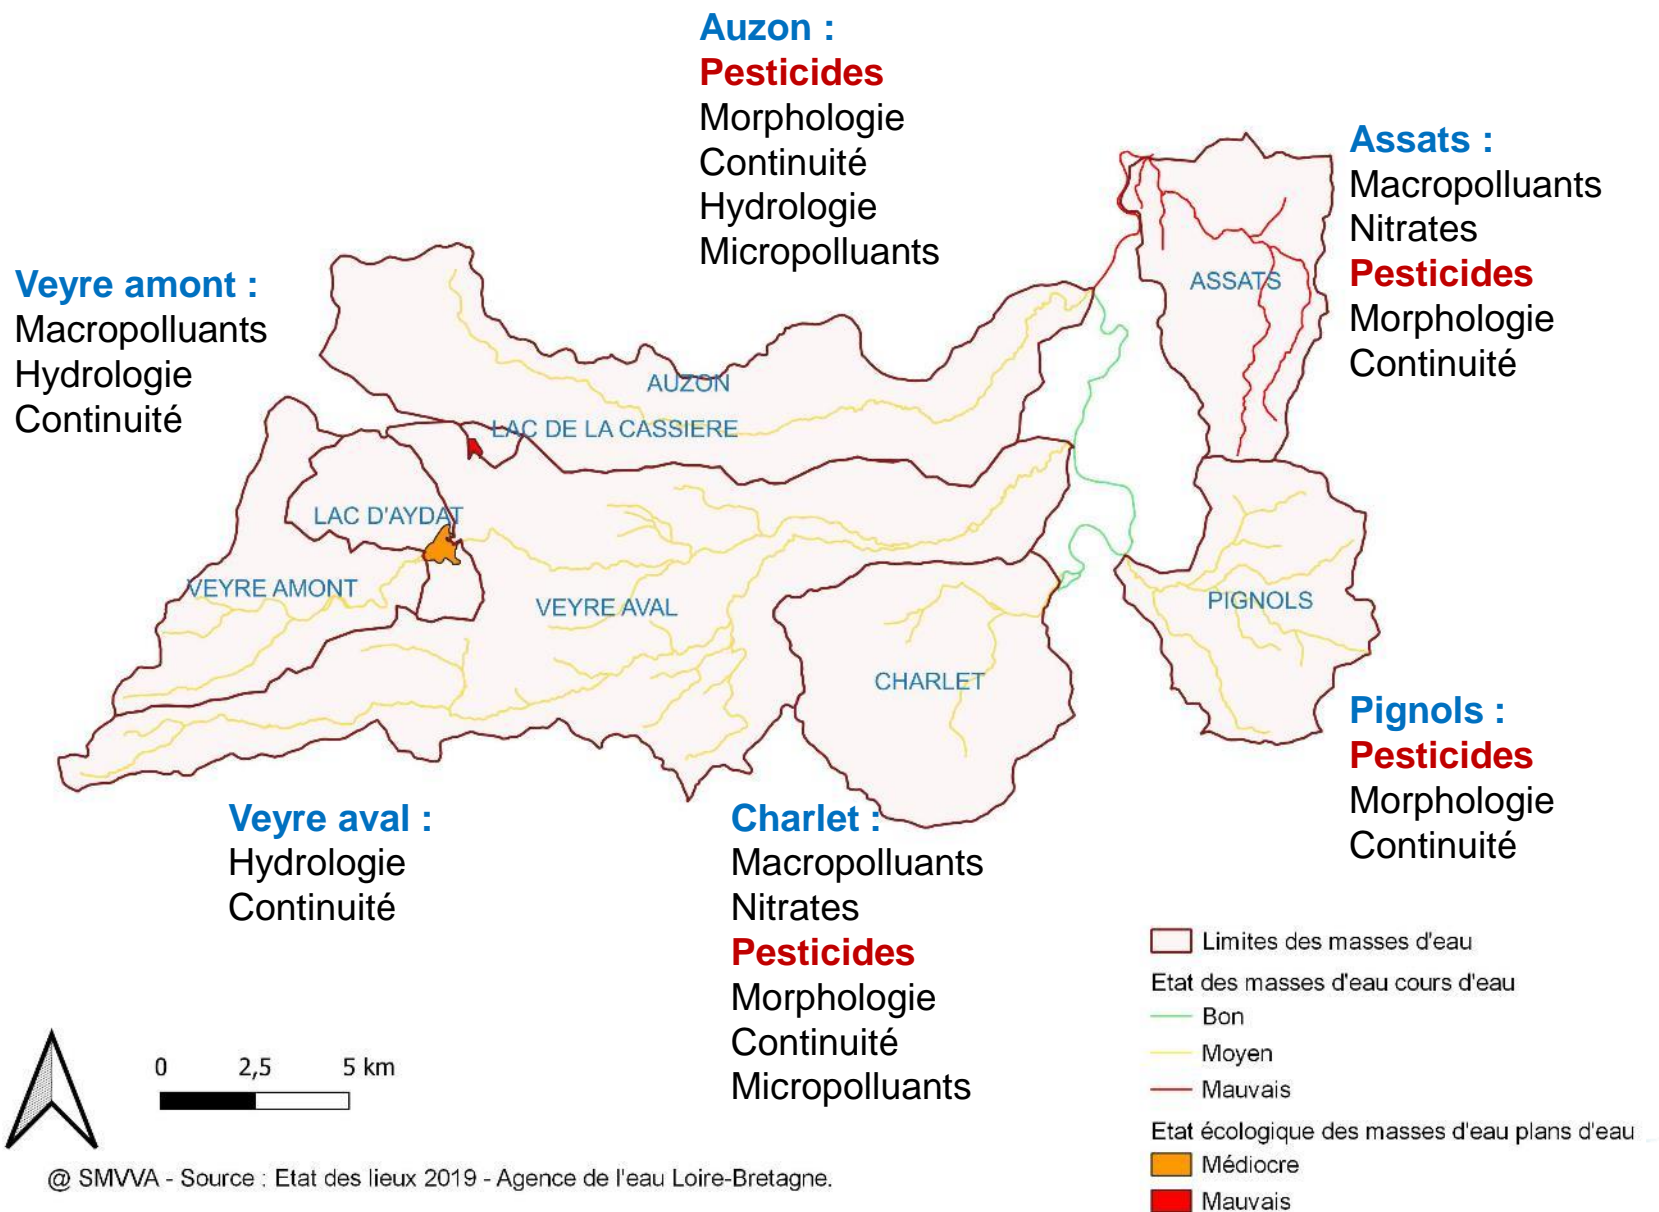 Auzon :
Pesticides
Morphologie
Continuité
Hydrologie
Micropolluants
Assats :
Macropolluants
Nitrates
Pesticides
Morphologie
Continuité
Veyre amont :
Macropolluants
Hydrologie
Continuité
ASSATS
AUZON
LAC DE LA CASSIERE
LAC D'AYDAT
VEYRE AMONT
VEYRE AVAL
PIGNOLS
CHARLET
Pignols :
Pesticides
Morphologie
Continuité
Veyre aval :
Hydrologie
Continuité
Charlet :
Macropolluants
Nitrates
Pesticides
Morphologie
Continuité
Micropolluants
Limites des masses d'eau
Etat des masses d'eau cours d'eau
Bon
Moyen
Mauvais
Etat écologique des masses d'eau plans d'eau
Médiocre
Mauvais
0 2,5 5 km
@ SMVVA - Source : Etat des lieux 2019 - Agence de l'eau Loire-Bretagne.